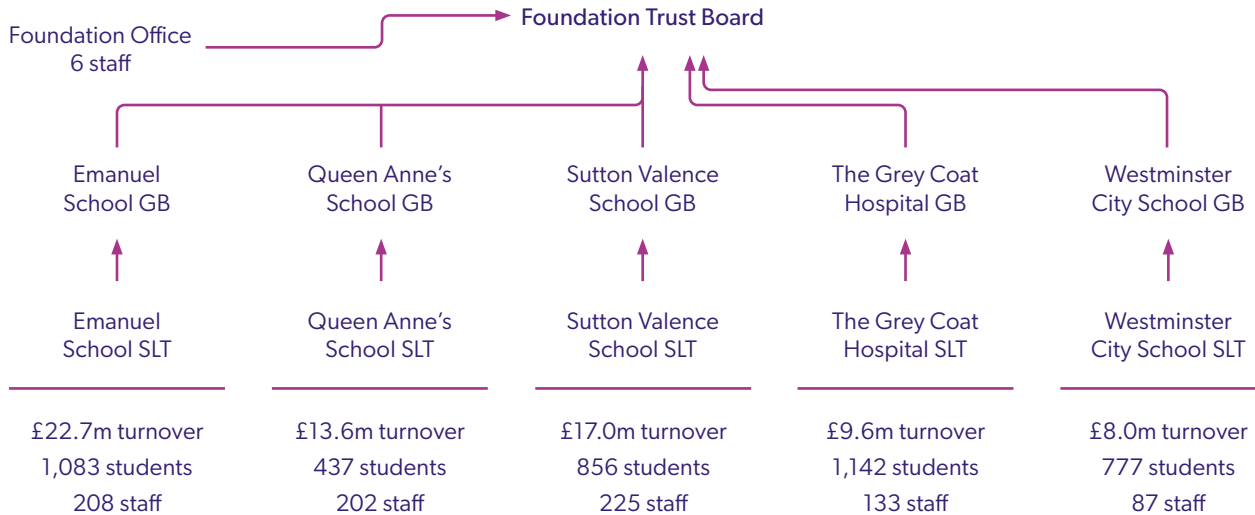 Foundation Trust Board
Foundation Office
6 staff
Emanuel
School GB
Queen Anne’s
School GB
Sutton Valence
School GB
The Grey Coat
Hospital GB
Westminster
City School GB
Emanuel
School SLT
Queen Anne’s
School SLT
Sutton Valence
School SLT
The Grey Coat
Hospital SLT
Westminster
City School SLT
£22.7m turnover
1,083 students
208 staff
£13.6m turnover
437 students
202 staff
£17.0m turnover
856 students
225 staff
£9.6m turnover
1,142 students
133 staff
£8.0m turnover
777 students
87 staff